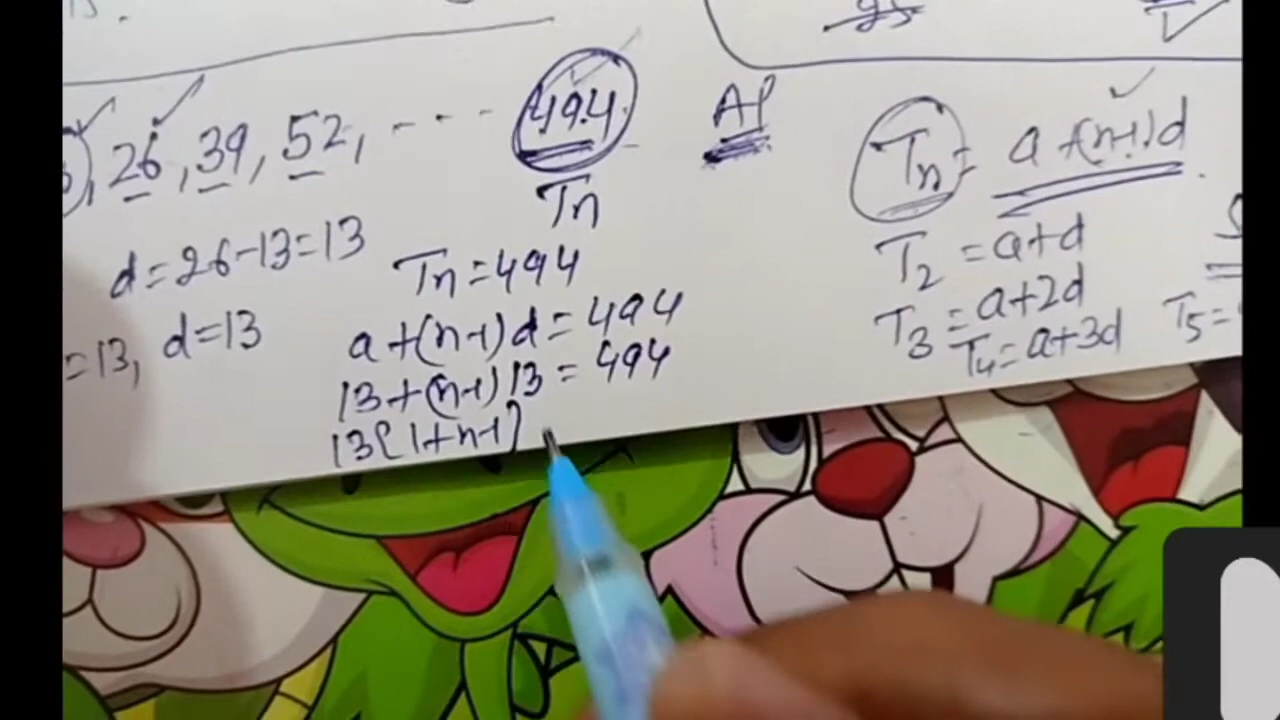 , 26, 39, 52, - - - - 494
Tn
AP
d=26-13=13
Tn=494
=13, d=13
a+(n-1)d=494
13+(n-1)13=494
13[1+n-1]
Tn= a+(n-1)d
T2=a+d
T3=a+2d
T4=a+3d
T5=